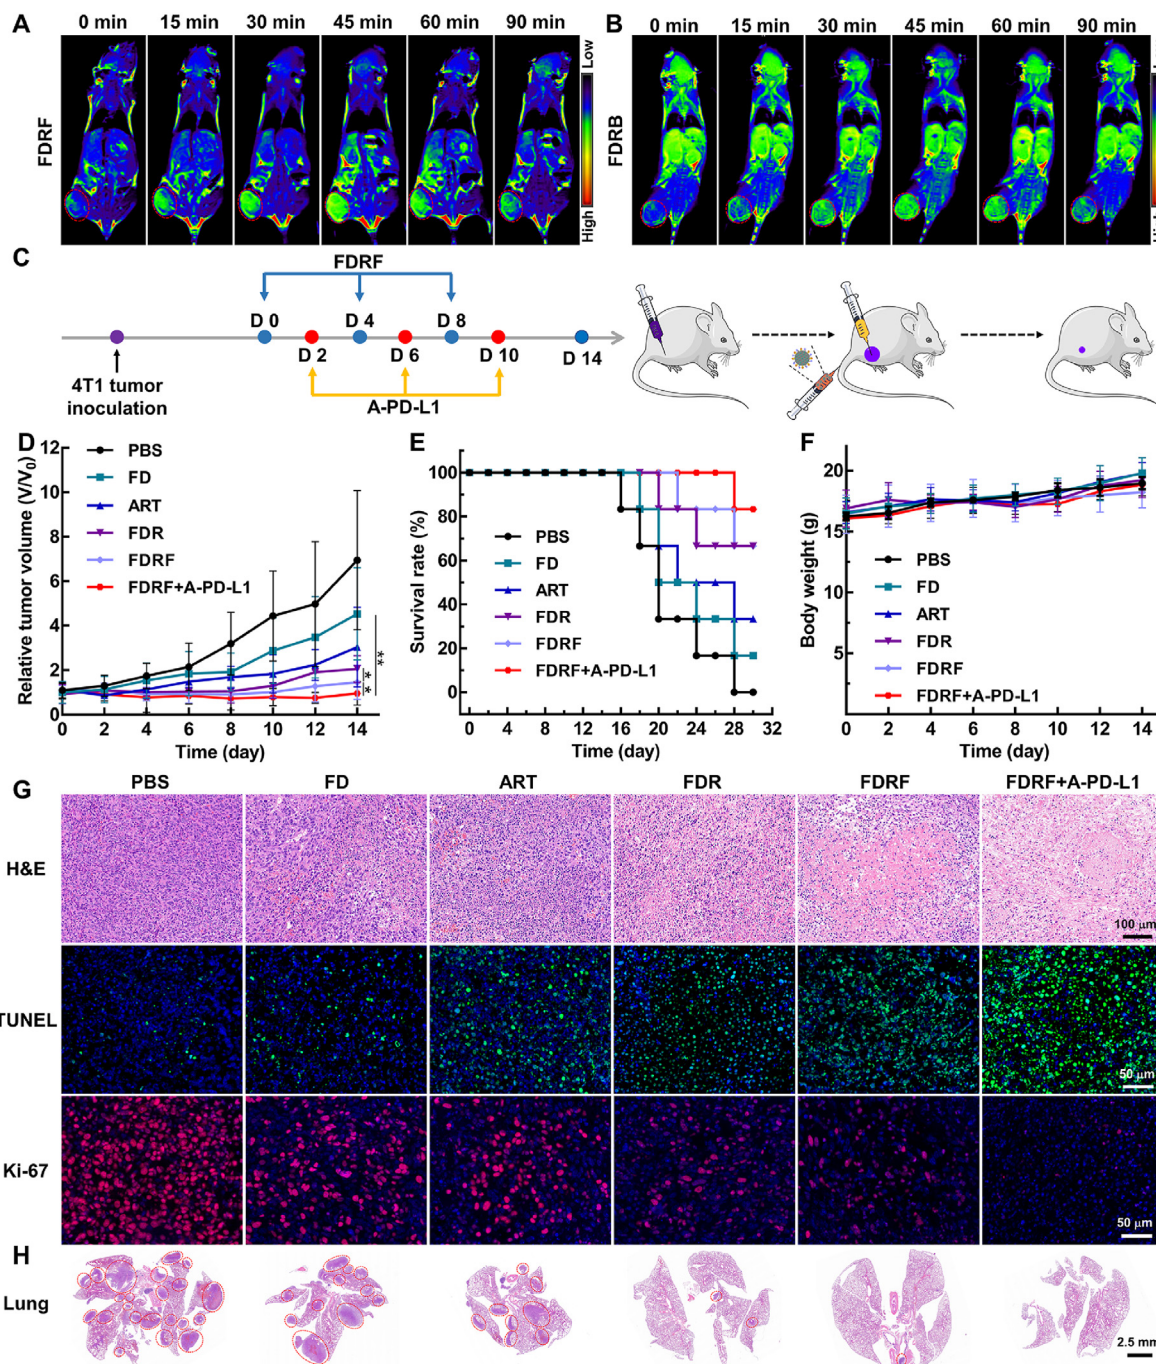 A
0 min 15 min 30 min 45 min 60 min 90 min
FDRF
Low
High
B
0 min 15 min 30 min 45 min 60 min 90 min
FDRB
C
FDRF
D 0 D 4 D 8
D 2 D 6 D 10 D 14
4T1 tumor
inoculation
A-PD-L1
D
Relative tumor volume (V/V0)
12
10
8
6
4
2
0
PBS
FD
ART
FDR
FDRF
FDRF+A-PD-L1
**
*
*
0 2 4 6 8 10 12 14
Time (day)
E
Survival rate (%)
100
80
60
40
20
0
PBS
FD
ART
FDR
FDRF
FDRF+A-PD-L1
0 4 8 12 16 20 24 28 32
Time (day)
F
Body weight (g)
20
15
10
5
0
PBS
FD
ART
FDR
FDRF
FDRF+A-PD-L1
0 2 4 6 8 10 12 14
Time (day)
G
PBS FD ART FDR FDRF FDRF+A-PD-L1
H&E
100 μm
TUNEL
50 μm
Ki-67
50 μm
H
Lung
2.5 mm